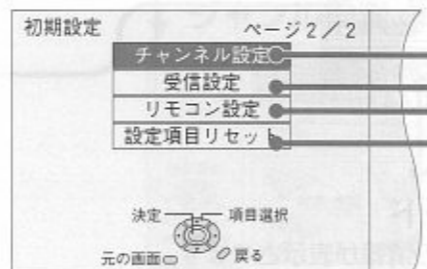 初期設定 ページ2/2
チャンネル設定
受信設定
リモコン設定
設定項目リセット
決定 項目選択
元の画面 戻る